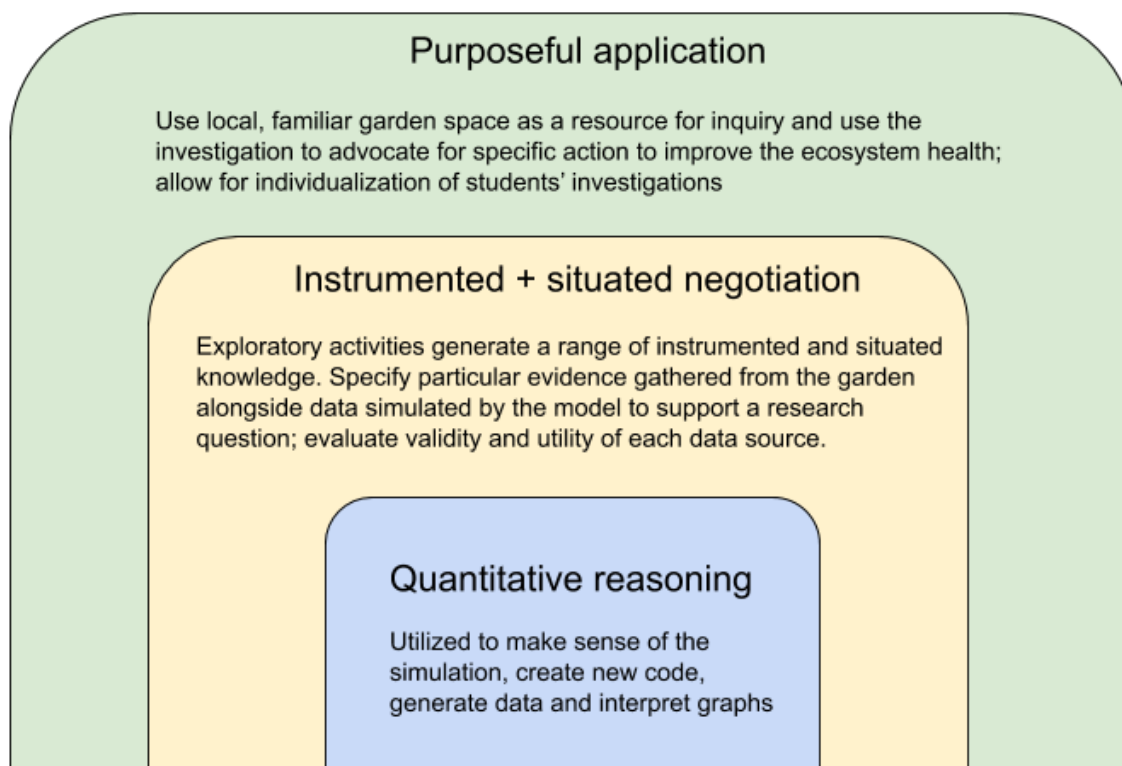 Purposeful application
Use local, familiar garden space as a resource for inquiry and use the
investigation to advocate for specific action to improve the ecosystem health;
allow for individualization of students’ investigations
Instrumented + situated negotiation
Exploratory activities generate a range of instrumented and situated
knowledge. Specify particular evidence gathered from the garden
alongside data simulated by the model to support a research
question; evaluate validity and utility of each data source.
Quantitative reasoning
Utilized to make sense of the
simulation, create new code,
generate data and interpret graphs